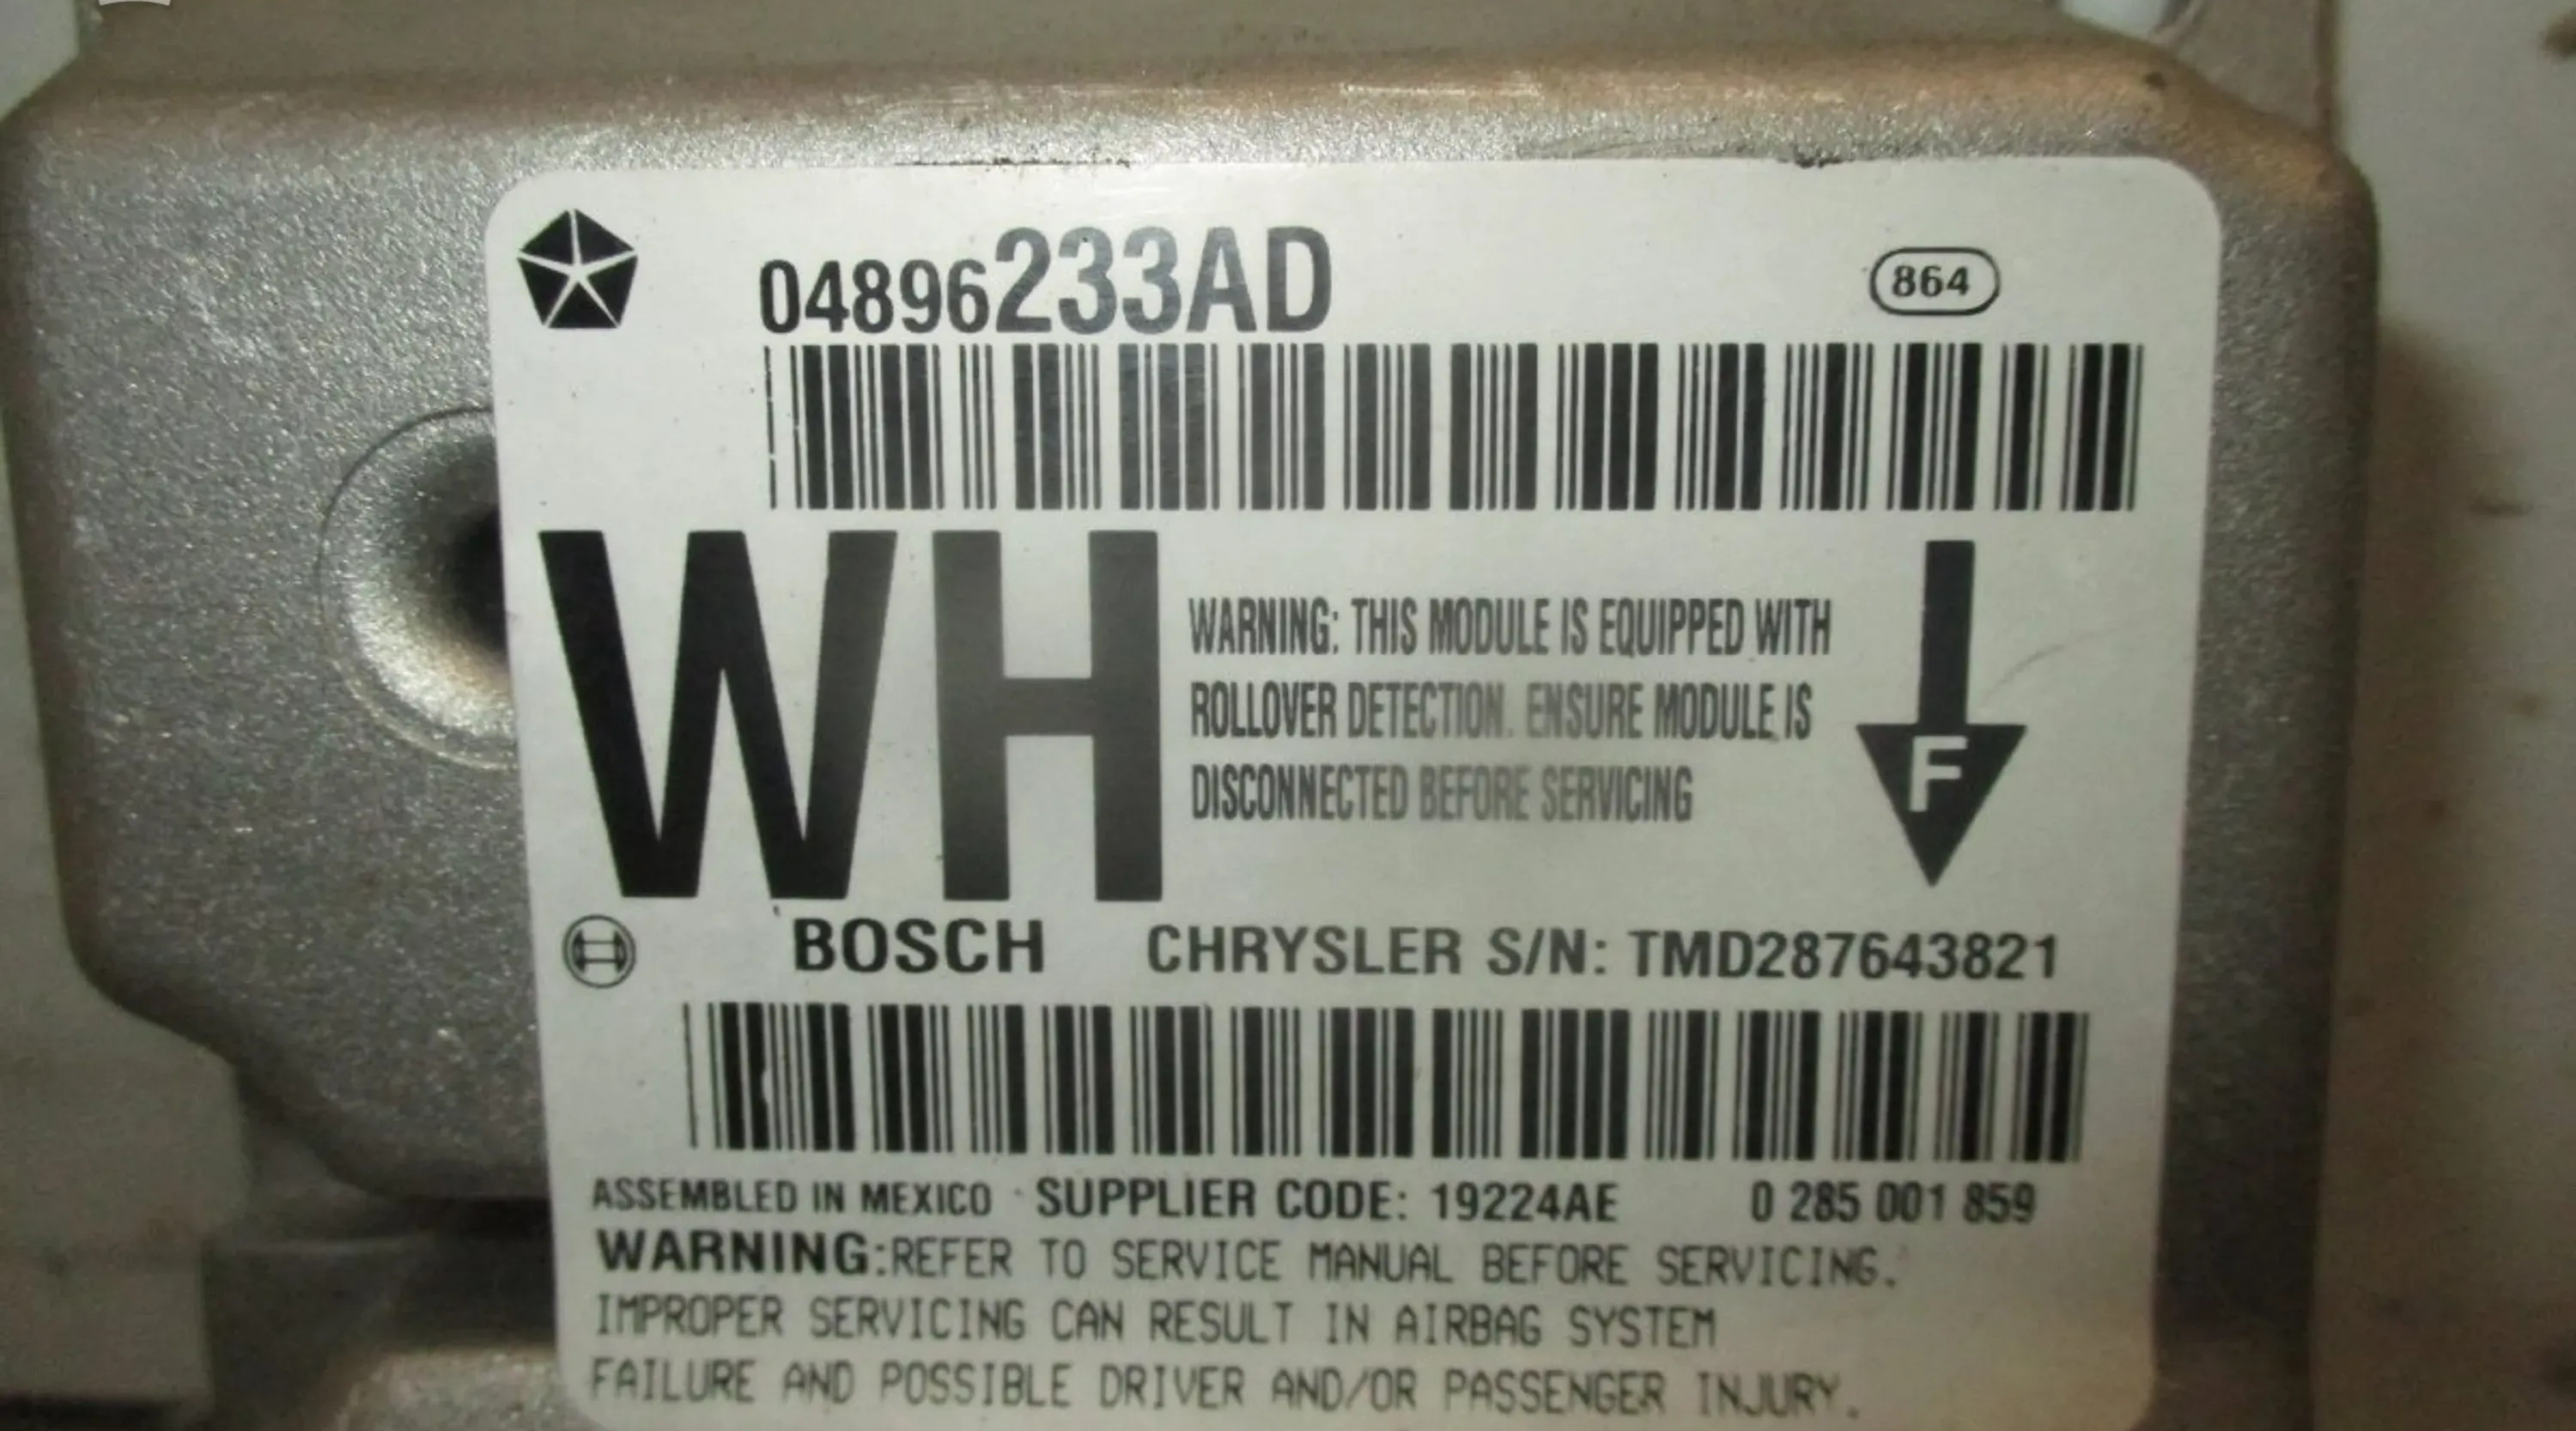 04896233AD
864
WH
WARNING: THIS MODULE IS EQUIPPED WITH
ROLLOVER DETECTION. ENSURE MODULE IS
DISCONNECTED BEFORE SERVICING
F
BOSCH CHRYSLER S/N: TMD287643821
ASSEMBLED IN MEXICO SUPPLIER CODE: 19224AE 0 285 001 859
WARNING:REFER TO SERVICE MANUAL BEFORE SERVICING.
IMPROPER SERVICING CAN RESULT IN AIRBAG SYSTEM
FAILURE AND POSSIBLE DRIVER AND/OR PASSENGER INJURY.